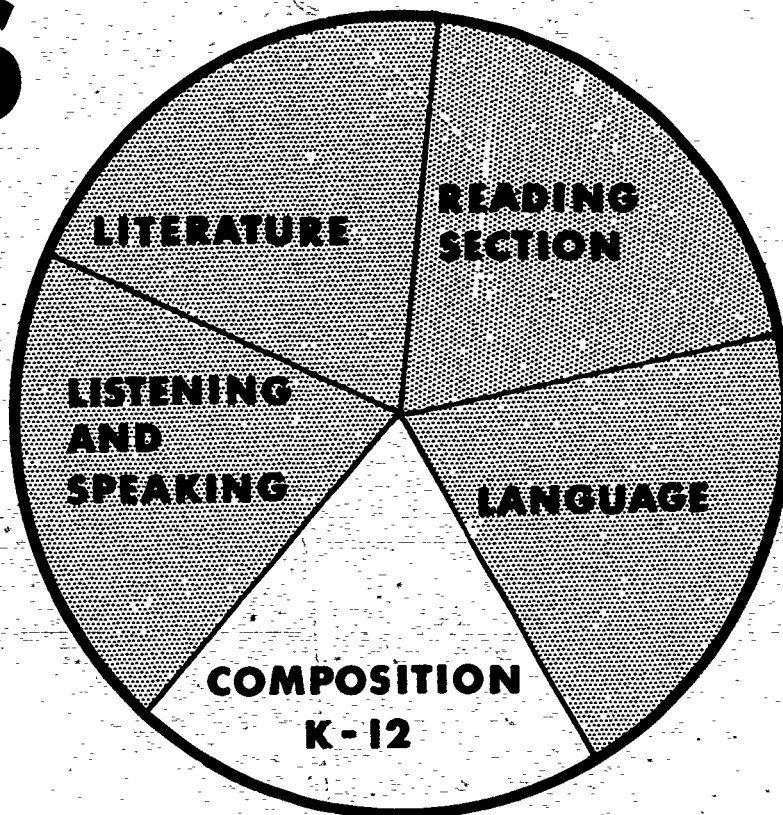 S
LITERATURE
READING
SECTION
LISTENING
AND
SPEAKING
LANGUAGE
COMPOSITION
K-12